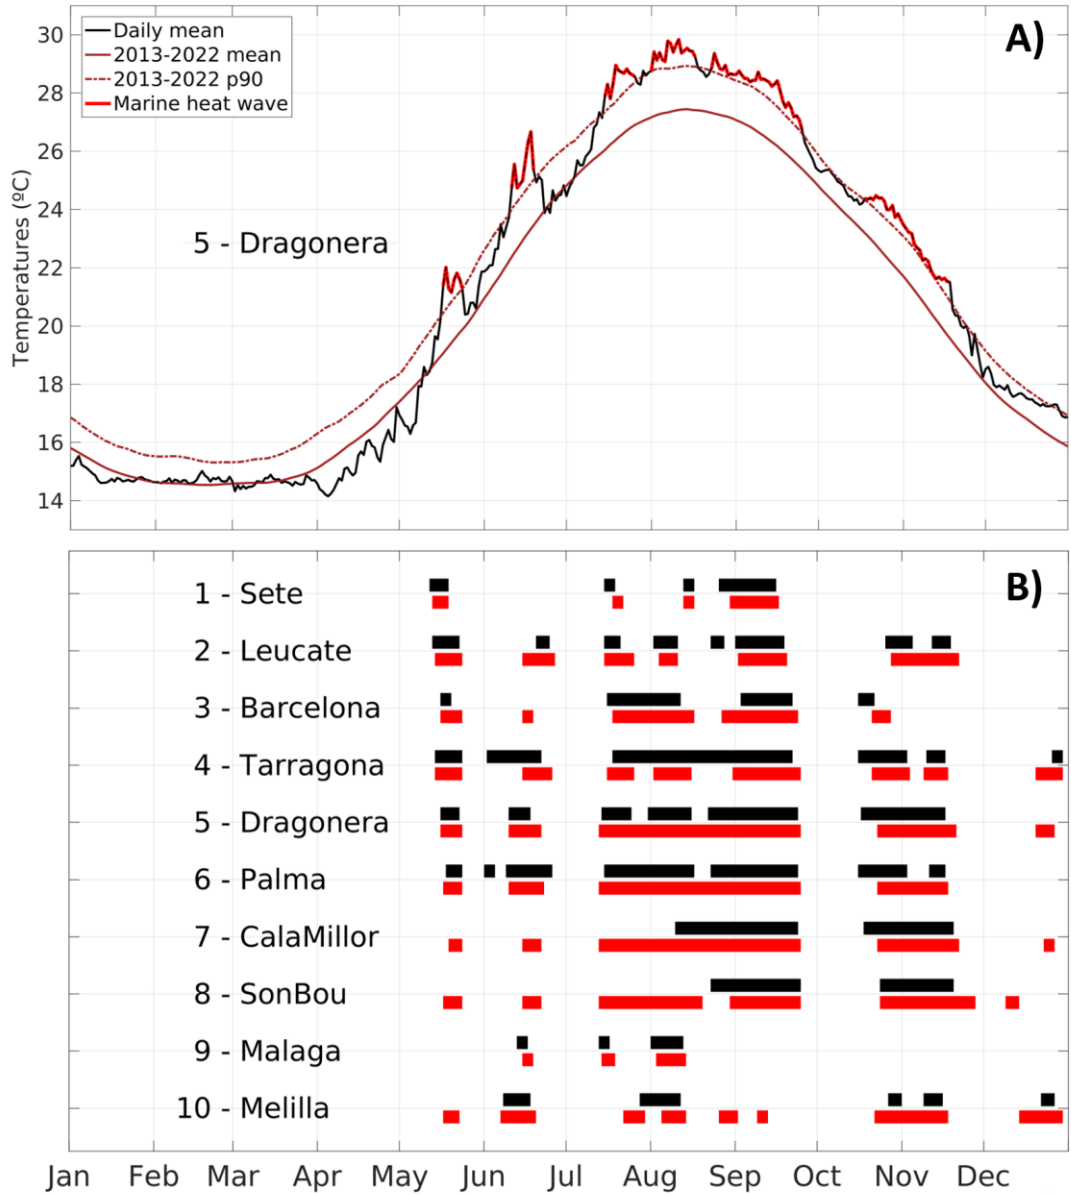 A)
Daily mean
2013-2022 mean
2013-2022 p90
Marine heat wave
Temperatures (ºC)
30
28
26
24
22
20
18
16
14
5 - Dragonera
B)
1 - Sete
2 - Leucate
3 - Barcelona
4 - Tarragona
5 - Dragonera
6 - Palma
7 - CalaMillor
8 - SonBou
9 - Malaga
10 - Melilla
Jan Feb Mar Apr May Jun Jul Aug Sep Oct Nov Dec